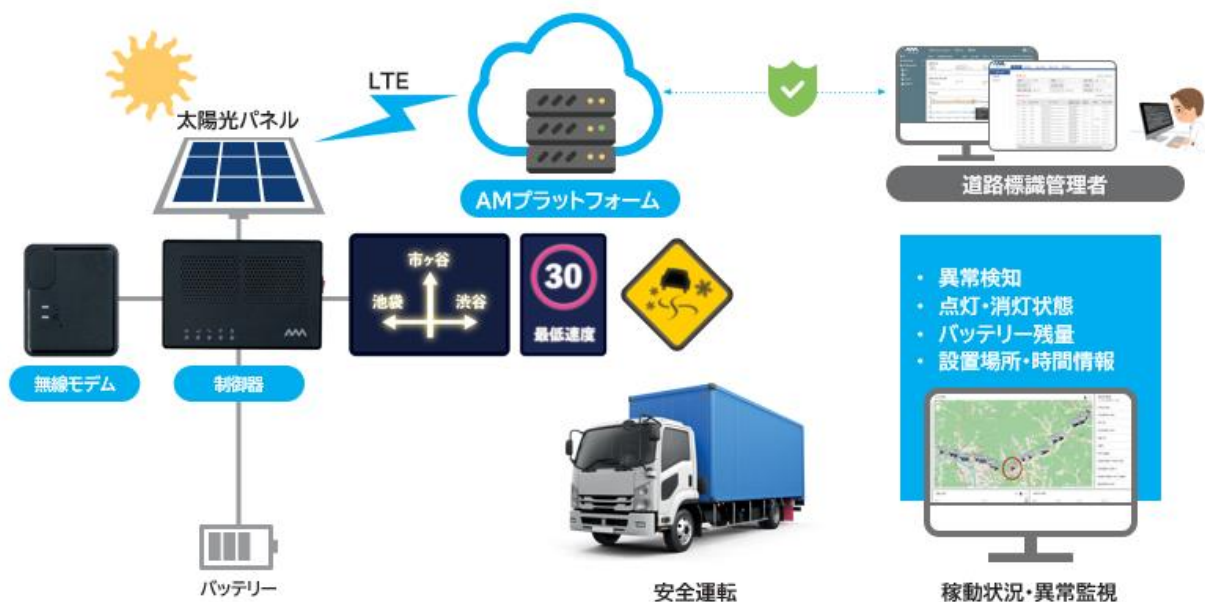 LTE
太陽光パネル
AMプラットフォーム
道路標識管理者
市ヶ谷
池袋
渋谷
30
最低速度
無線モデム
制御器
・ 異常検知
・ 点灯・消灯状態
・ バッテリー残量
・ 設置場所・時間情報
バッテリー
安全運転
稼動状況・異常監視